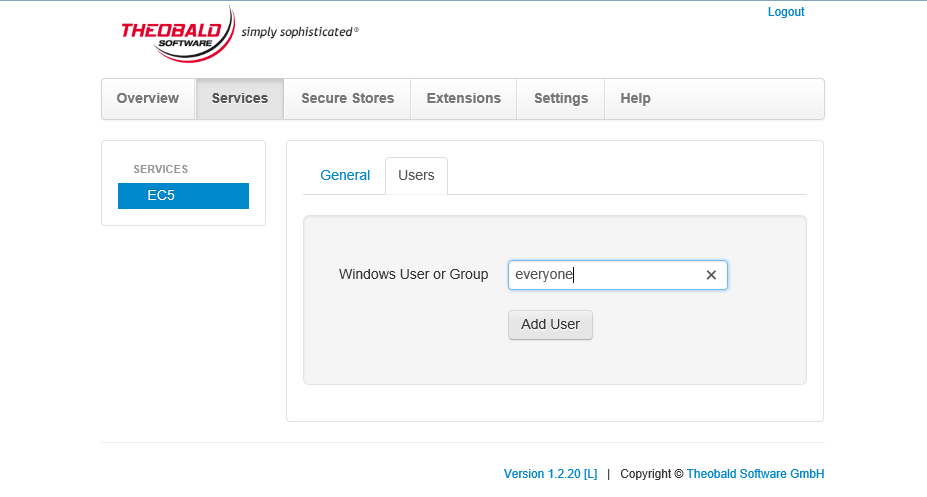 Logout
THEOBALD
SOFTWARE
simply sophisticated®
Overview Services Secure Stores Extensions Settings Help
SERVICES
EC5
General Users
Windows User or Group everyone
Add User
Version 1.2.20 [L] | Copyright © Theobald Software GmbH